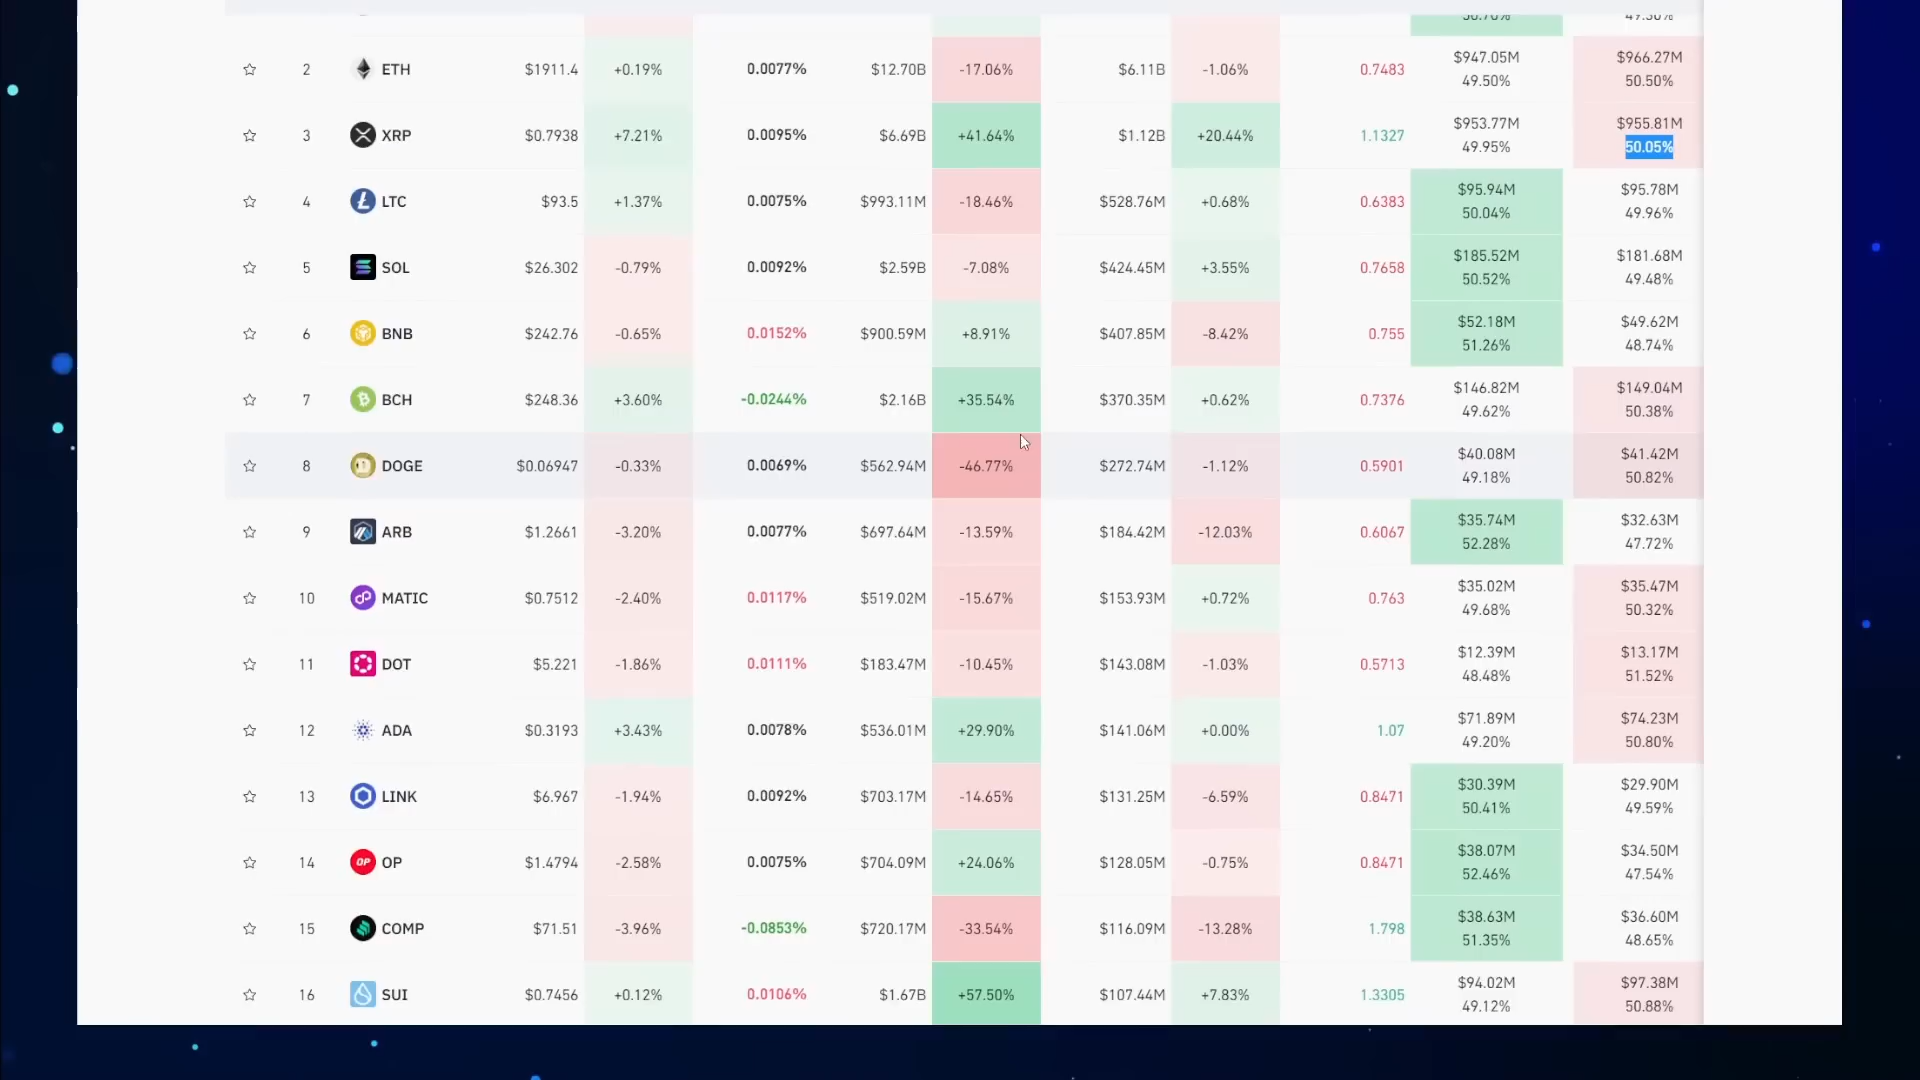 2 ETH $1911.4 +0.19% 0.0077% $12.70B -17.06% $6.11B -1.06% 0.7483 $947.05M $966.27M
49.50% 50.50%
3 XRP $0.7938 +7.21% 0.0095% $6.69B +41.64% $1.12B +20.44% 1.1327 $953.77M $955.81M
49.95% 50.05%
4 LTC $93.5 +1.37% 0.0075% $993.11M -18.46% $528.76M +0.68% 0.6383 $95.94M $95.78M
50.04% 49.96%
5 SOL $26.302 -0.79% 0.0092% $2.59B -7.08% $424.45M +3.55% 0.7658 $185.52M $181.68M
50.52% 49.48%
6 BNB $242.76 -0.65% 0.0152% $900.59M +8.91% $407.85M -8.42% 0.755 $52.18M $49.62M
51.26% 48.74%
7 BCH $248.36 +3.60% -0.0244% $2.16B +35.54% $370.35M +0.62% 0.7376 $146.82M $149.04M
49.62% 50.38%
8 DOGE $0.06947 -0.33% 0.0069% $562.94M -46.77% $272.74M -1.12% 0.5901 $40.08M $41.42M
49.18% 50.82%
9 ARB $1.2661 -3.20% 0.0077% $697.64M -13.59% $184.42M -12.03% 0.6067 $35.74M $32.63M
52.28% 47.72%
10 MATIC $0.7512 -2.40% 0.0117% $519.02M -15.67% $153.93M +0.72% 0.763 $35.02M $35.47M
49.68% 50.32%
11 DOT $5.221 -1.86% 0.0111% $183.47M -10.45% $143.08M -1.03% 0.5713 $12.39M $13.17M
48.48% 51.52%
12 ADA $0.3193 +3.43% 0.0078% $536.01M +29.90% $141.06M +0.00% 1.07 $71.89M $74.23M
49.20% 50.80%
13 LINK $6.967 -1.94% 0.0092% $703.17M -14.65% $131.25M -6.59% 0.8471 $30.39M $29.90M
50.41% 49.59%
14 OP $1.4794 -2.58% 0.0075% $704.09M +24.06% $128.05M -0.75% 0.8471 $38.07M $34.50M
52.46% 47.54%
15 COMP $71.51 -3.96% -0.0853% $720.17M -33.54% $116.09M -13.28% 1.798 $38.63M $36.60M
51.35% 48.65%
16 SUI $0.7456 +0.12% 0.0106% $1.67B +57.50% $107.44M +7.83% 1.3305 $94.02M $97.38M
49.12% 50.88%